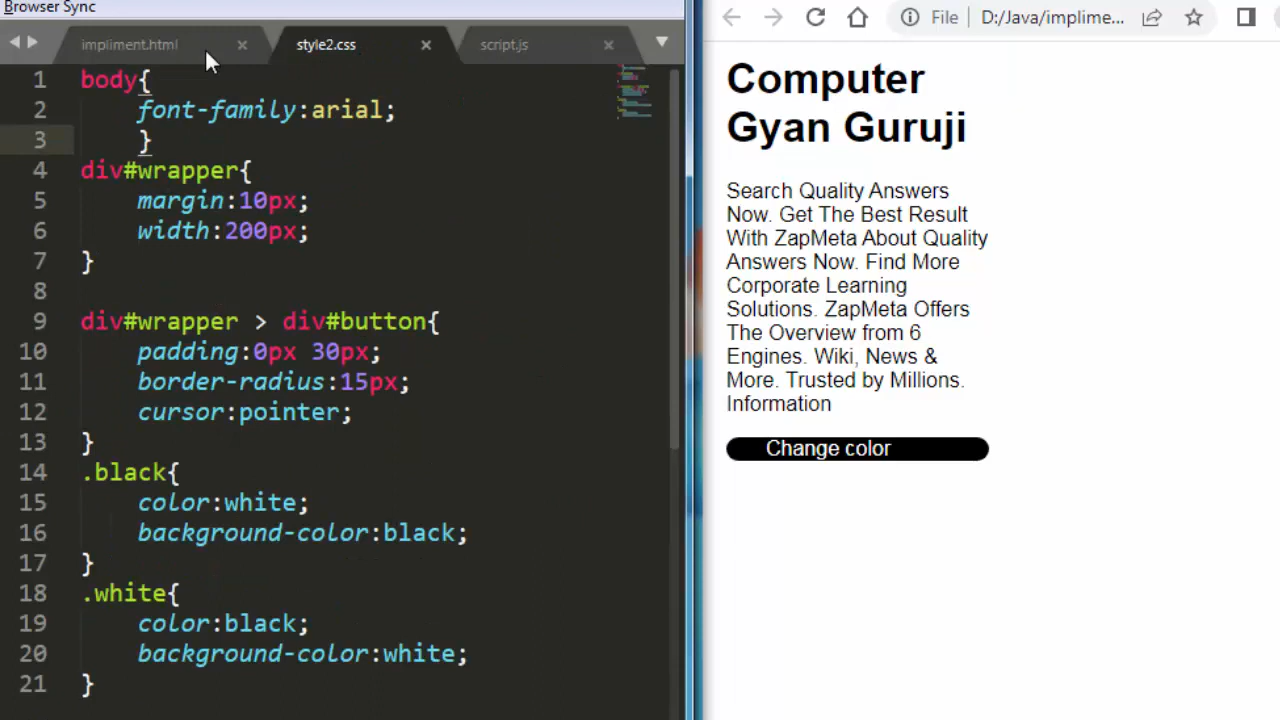 Browser Sync
impliment.html
style2.css
script.js
File
D:/Java/implime...
1 body{
2 font-family:arial;
3 }
4 div#wrapper{
5 margin:10px;
6 width:200px;
7 }
8
9 div#wrapper > div#button{
10 padding:0px 30px;
11 border-radius:15px;
12 cursor:pointer;
13 }
14 .black{
15 color:white;
16 background-color:black;
17 }
18 .white{
19 color:black;
20 background-color:white;
21 }
Computer
Gyan Guruji
Search Quality Answers
Now. Get The Best Result
With ZapMeta About Quality
Answers Now. Find More
Corporate Learning
Solutions. ZapMeta Offers
The Overview from 6
Engines. Wiki, News &
More. Trusted by Millions.
Information
Change color